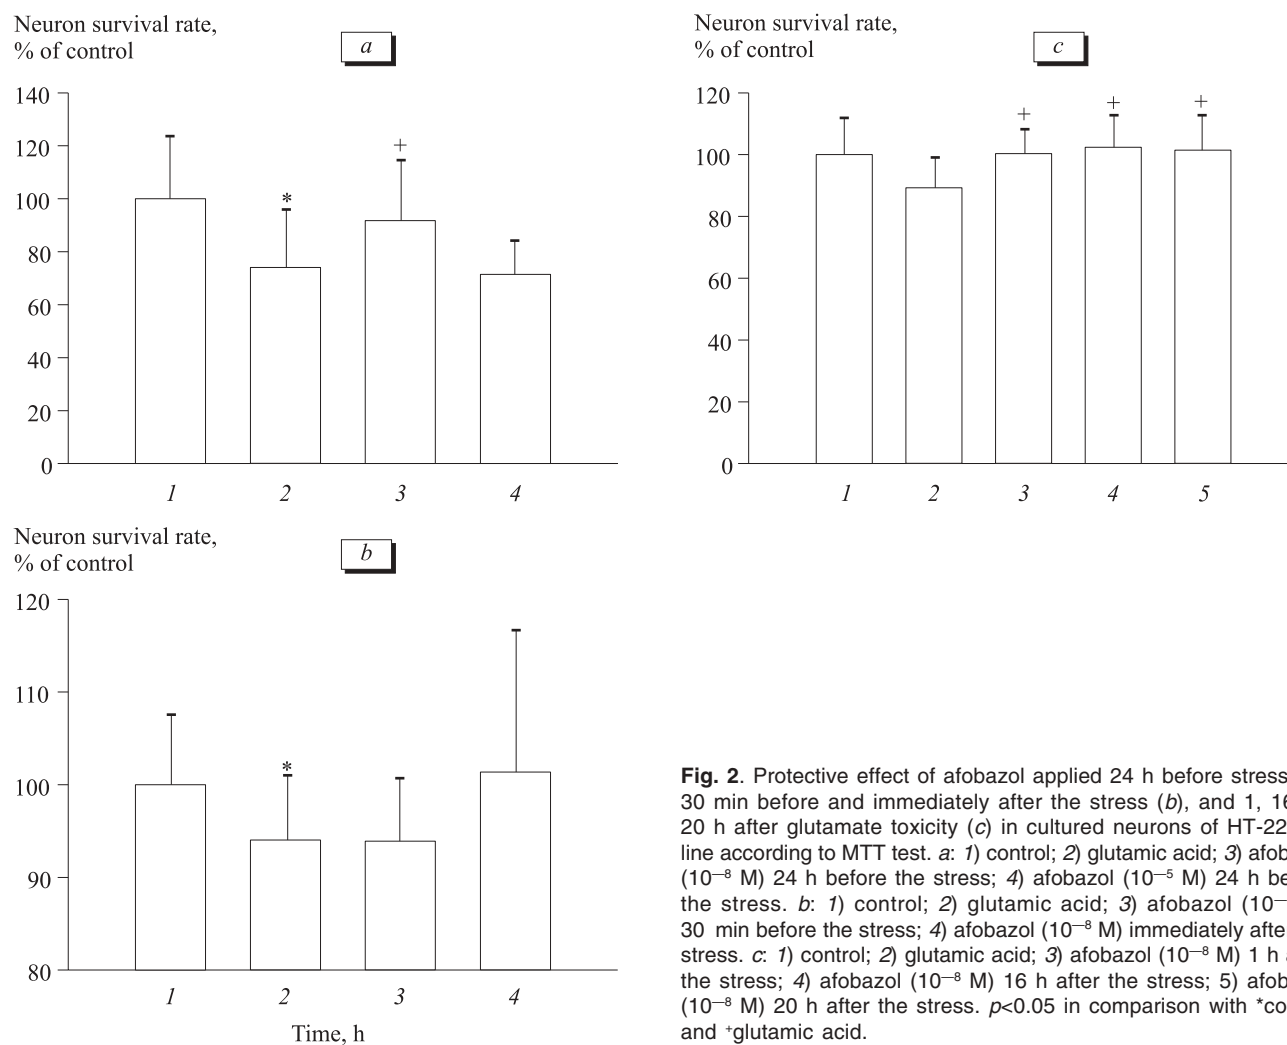 Neuron survival rate,
% of control
a
140
120
100
80
60
40
20
0
*
+
1 2 3 4
Neuron survival rate,
% of control
c
120
100
80
60
40
20
0
+ + +
1 2 3 4 5
Neuron survival rate,
% of control
b
120
110
100
90
80
*
1 2 3 4
Time, h
Fig. 2. Protective effect of afobazol applied 24 h before stress
30 min before and immediately after the stress (b), and 1,
20 h after glutamate toxicity (c) in cultured neurons of HT-22
line according to MTT test. a: 1) control; 2) glutamic acid; 3)
(10⁻⁸ M) 24 h before the stress; 4) afobazol (10⁻⁵ M) 24 h
the stress. b: 1) control; 2) glutamic acid; 3) afobazol
30 min before the stress; 4) afobazol (10⁻⁸ M) immediately
stress. c: 1) control; 2) glutamic acid; 3) afobazol (10⁻⁸ M) 1 h
the stress; 4) afobazol (10⁻⁸ M) 16 h after the stress; 5)
(10⁻⁸ M) 20 h after the stress. p<0.05 in comparison with
and ⁺glutamic acid.